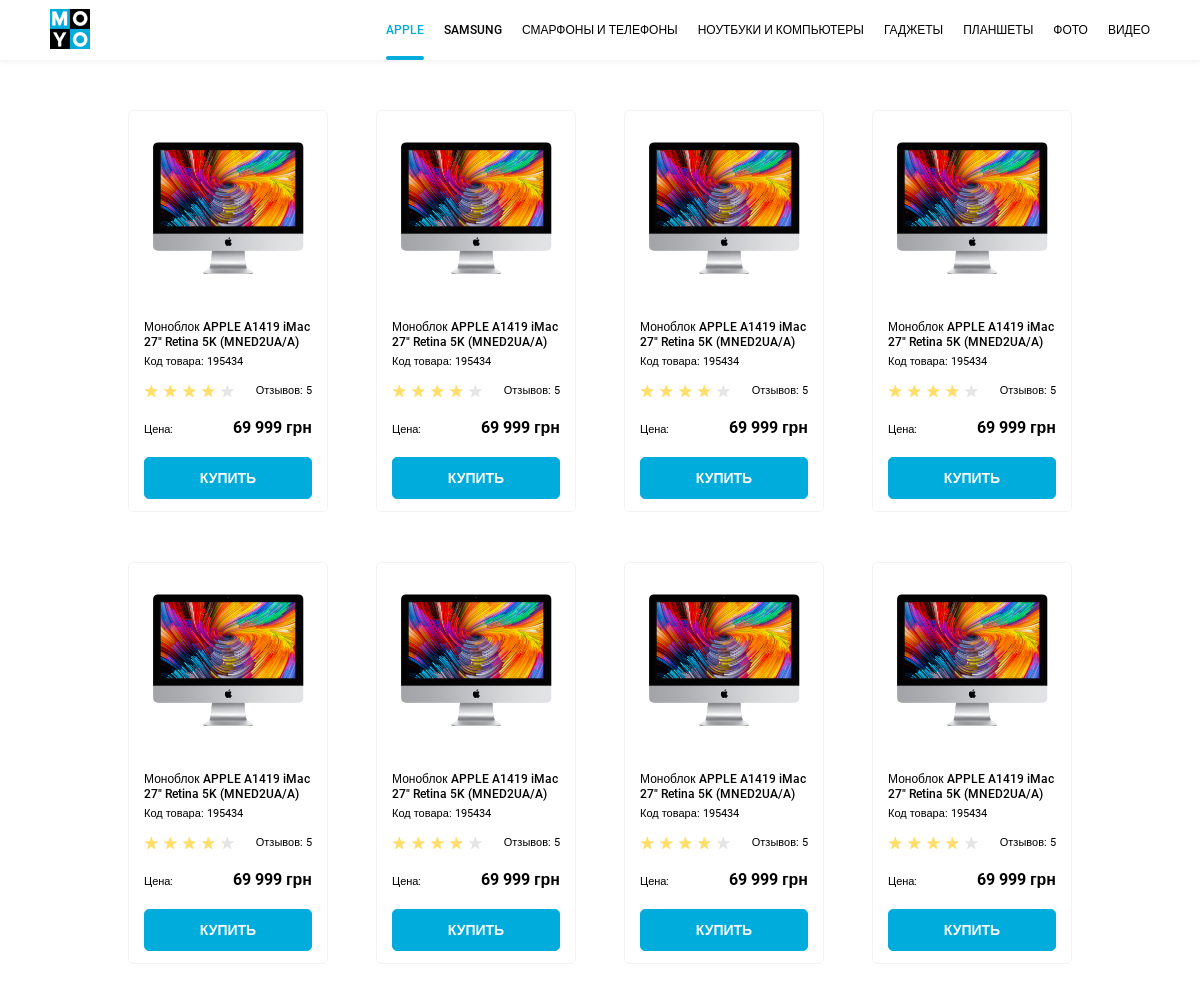 MO
YO
APPLE SAMSUNG СМАРФОНЫ И ТЕЛЕФОНЫ НОУТБУКИ И КОМПЬЮТЕРЫ ГАДЖЕТЫ ПЛАНШЕТЫ ФОТО ВИДЕО
Моноблок APPLE A1419 iMac
27" Retina 5K (MNED2UA/A)
Код товара: 195434
Отзывов: 5
Цена: 69 999 грн
КУПИТЬ
Моноблок APPLE A1419 iMac
27" Retina 5K (MNED2UA/A)
Код товара: 195434
Отзывов: 5
Цена: 69 999 грн
КУПИТЬ
Моноблок APPLE A1419 iMac
27" Retina 5K (MNED2UA/A)
Код товара: 195434
Отзывов: 5
Цена: 69 999 грн
КУПИТЬ
Моноблок APPLE A1419 iMac
27" Retina 5K (MNED2UA/A)
Код товара: 195434
Отзывов: 5
Цена: 69 999 грн
КУПИТЬ
Моноблок APPLE A1419 iMac
27" Retina 5K (MNED2UA/A)
Код товара: 195434
Отзывов: 5
Цена: 69 999 грн
КУПИТЬ
Моноблок APPLE A1419 iMac
27" Retina 5K (MNED2UA/A)
Код товара: 195434
Отзывов: 5
Цена: 69 999 грн
КУПИТЬ
Моноблок APPLE A1419 iMac
27" Retina 5K (MNED2UA/A)
Код товара: 195434
Отзывов: 5
Цена: 69 999 грн
КУПИТЬ
Моноблок APPLE A1419 iMac
27" Retina 5K (MNED2UA/A)
Код товара: 195434
Отзывов: 5
Цена: 69 999 грн
КУПИТЬ